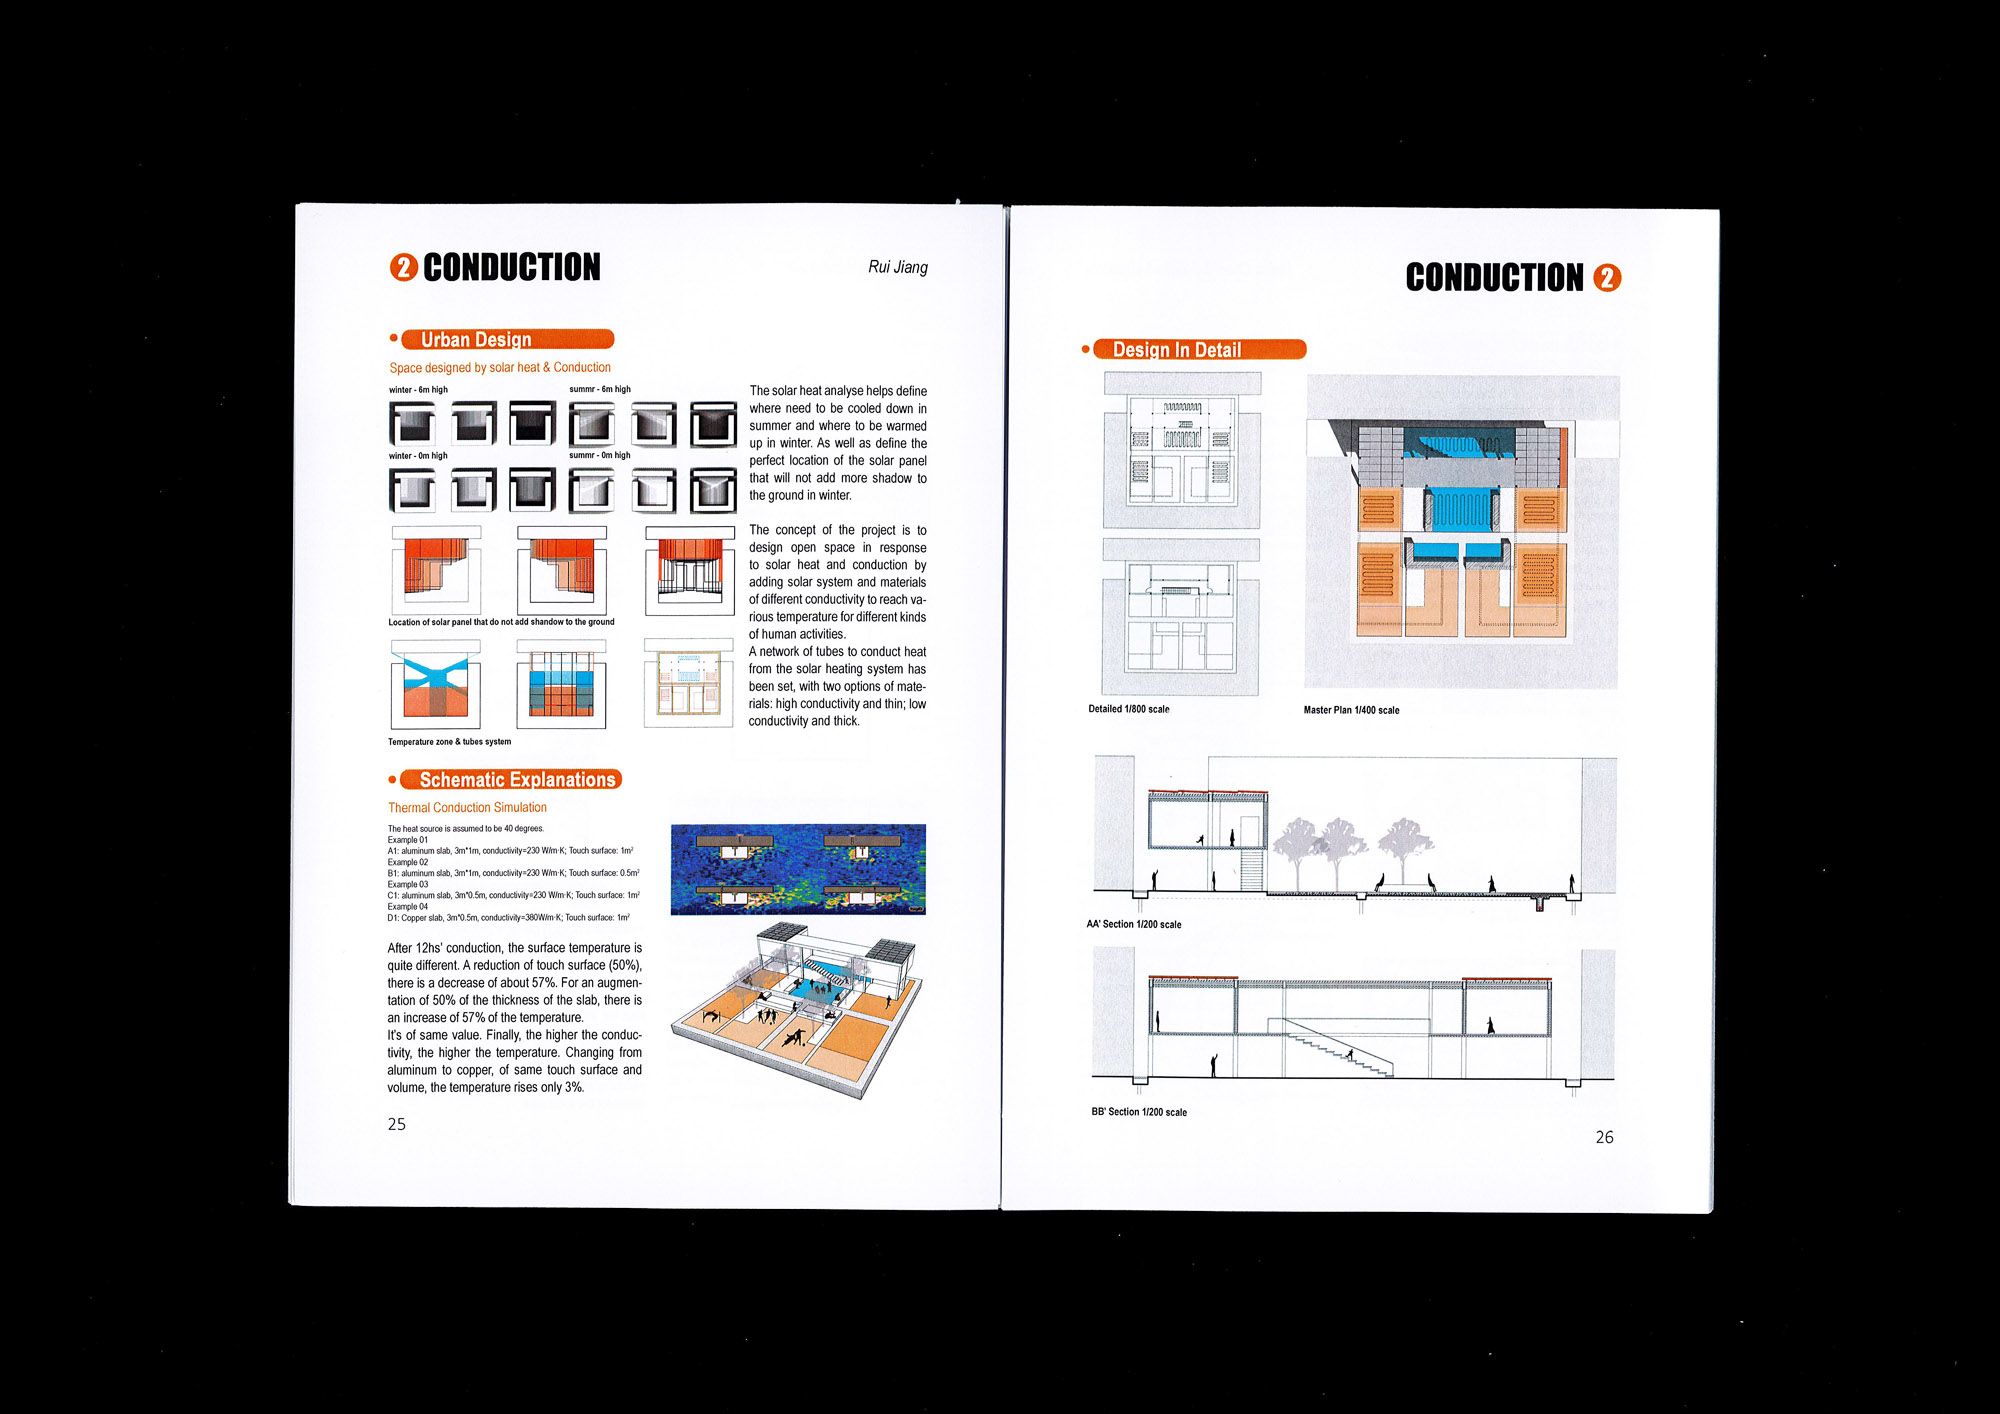 2 CONDUCTION
Rui Jiang
Urban Design
Space designed by solar heat & Conduction
winter - 6m high
summr - 6m high
winter - 0m high
summr - 0m high
Location of solar panel that do not add shandow to the ground
Temperature zone & tubes system
The solar heat analyse helps define
where need to be cooled down in
summer and where to be warmed
up in winter. As well as define the
perfect location of the solar panel
that will not add more shadow to
the ground in winter.
The concept of the project is to
design open space in response
to solar heat and conduction by
adding solar system and materials
of different conductivity to reach va-
rious temperature for different kinds
of human activities.
A network of tubes to conduct heat
from the solar heating system has
been set, with two options of mate-
rials: high conductivity and thin; low
conductivity and thick.
Schematic Explanations
Thermal Conduction Simulation
The heat source is assumed to be 40 degrees.
Example 01
A1: aluminum slab, 3m*1m, conductivity=230 W/m·K; Touch surface: 1m²
Example 02
B1: aluminum slab, 3m*1m, conductivity=230 W/m·K; Touch surface: 0.5m²
Example 03
C1: aluminum slab, 3m*0.5m, conductivity=230 W/m·K; Touch surface: 1m²
Example 04
D1: Copper slab, 3m*0.5m, conductivity=380W/m·K; Touch surface: 1m²
After 12hs' conduction, the surface temperature is
quite different. A reduction of touch surface (50%),
there is a decrease of about 57%. For an augmen-
tation of 50% of the thickness of the slab, there is
an increase of 57% of the temperature.
It's of same value. Finally, the higher the conduc-
tivity, the higher the temperature. Changing from
aluminum to copper, of same touch surface and
volume, the temperature rises only 3%.
25
CONDUCTION 2
Design In Detail
Detailed 1/800 scale
Master Plan 1/400 scale
AA' Section 1/200 scale
BB' Section 1/200 scale
26